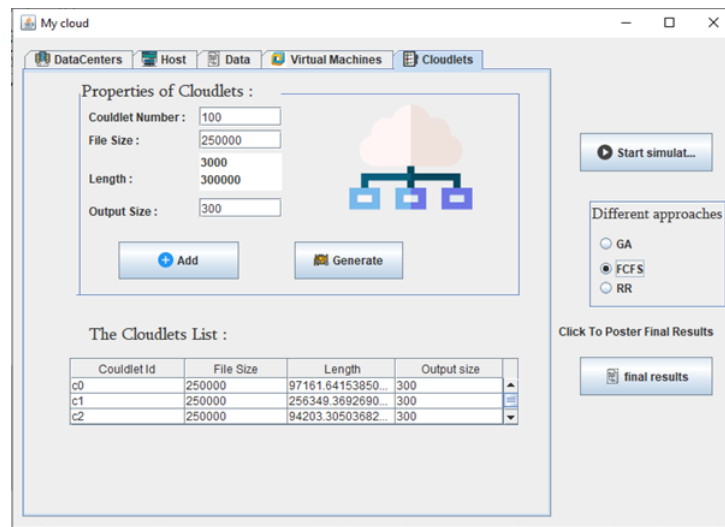 My cloud
DataCenters Host Data Virtual Machines Cloudlets
Properties of Cloudlets :
Couldlet Number : 100
File Size : 250000
3000
Length : 300000
Output Size : 300
Add Generate
Start simulat...
Different approaches
GA
FCFS
RR
Click To Poster Final Results
final results
The Cloudlets List :
Couldlet Id File Size Length Output size
c0 250000 97161.64153850... 300
c1 250000 256349.3692690... 300
c2 250000 94203.30503682... 300